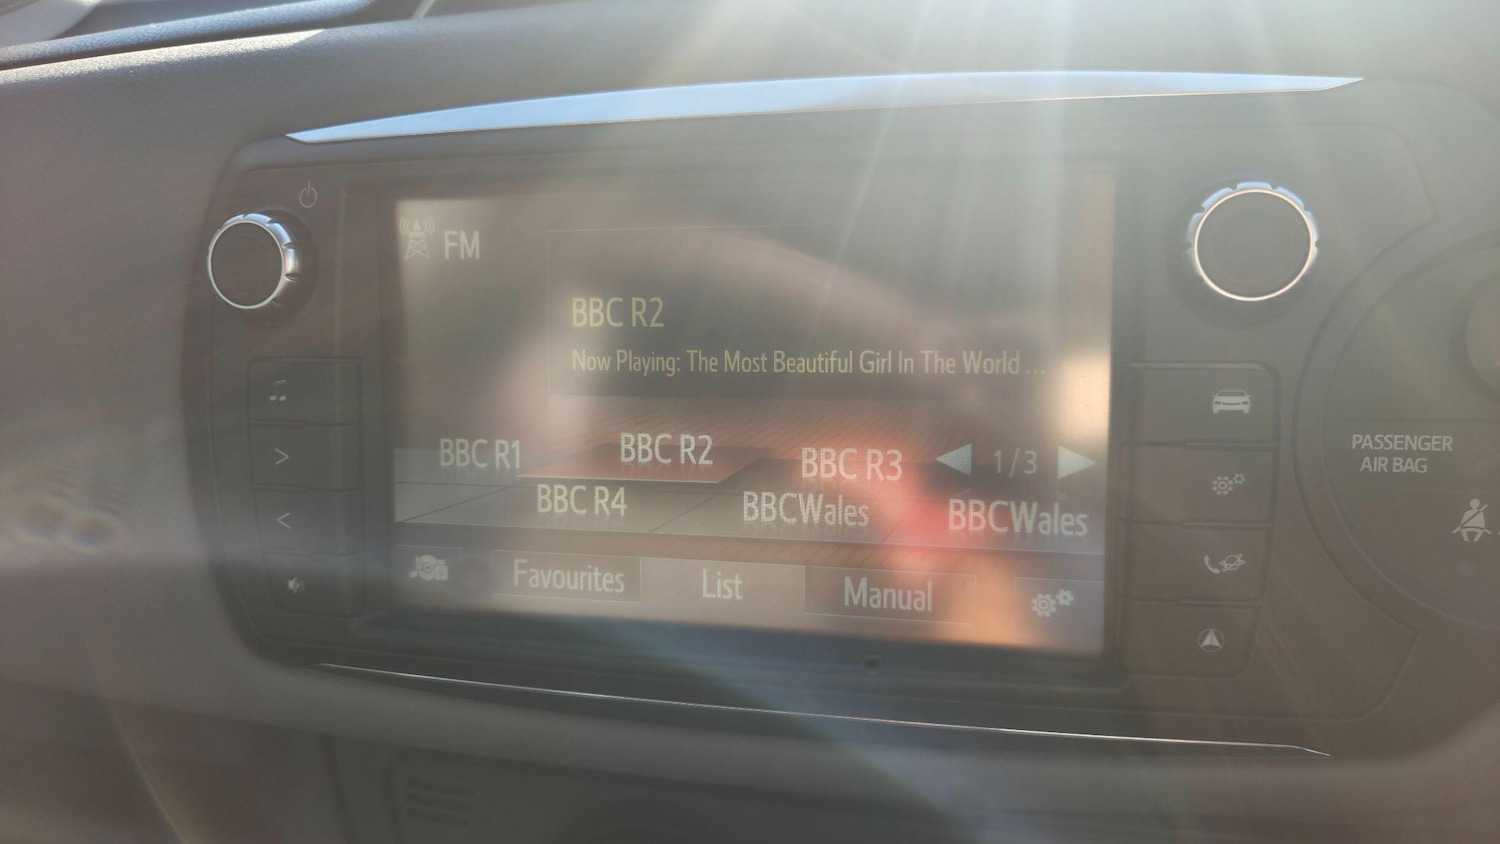 FM
BBC R2
Now Playing: The Most Beautiful Girl In The World ...
BBC R1
BBC R2
BBC R3
1/3
BBC R4
BBCWales
BBCWales
Favourites
List
Manual
PASSENGER
AIR BAG